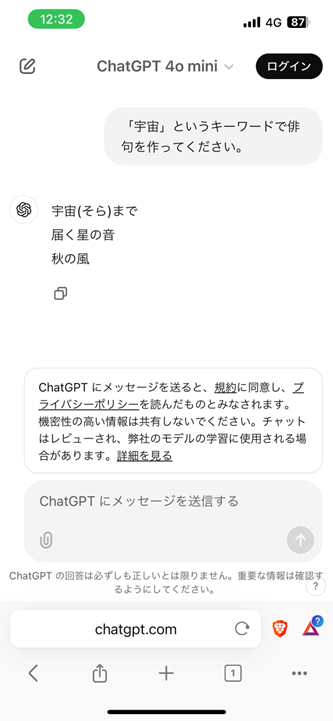 12:32
4G 87
ChatGPT 4o mini
ログイン
「宇宙」というキーワードで俳
句を作ってください。
宇宙(そら)まで
届く星の音
秋の風
ChatGPT にメッセージを送ると、規約に同意し、プ
ライバシーポリシーを読んだものとみなされます。
機密性の高い情報は共有しないでください。チャット
はレビューされ、弊社のモデルの学習に使用される場
合があります。詳細を見る
ChatGPT にメッセージを送信する
ChatGPT の回答は必ずしも正しいとは限りません。重要な情報は確認す
るようにしてください。
?
chatgpt.com
?
1